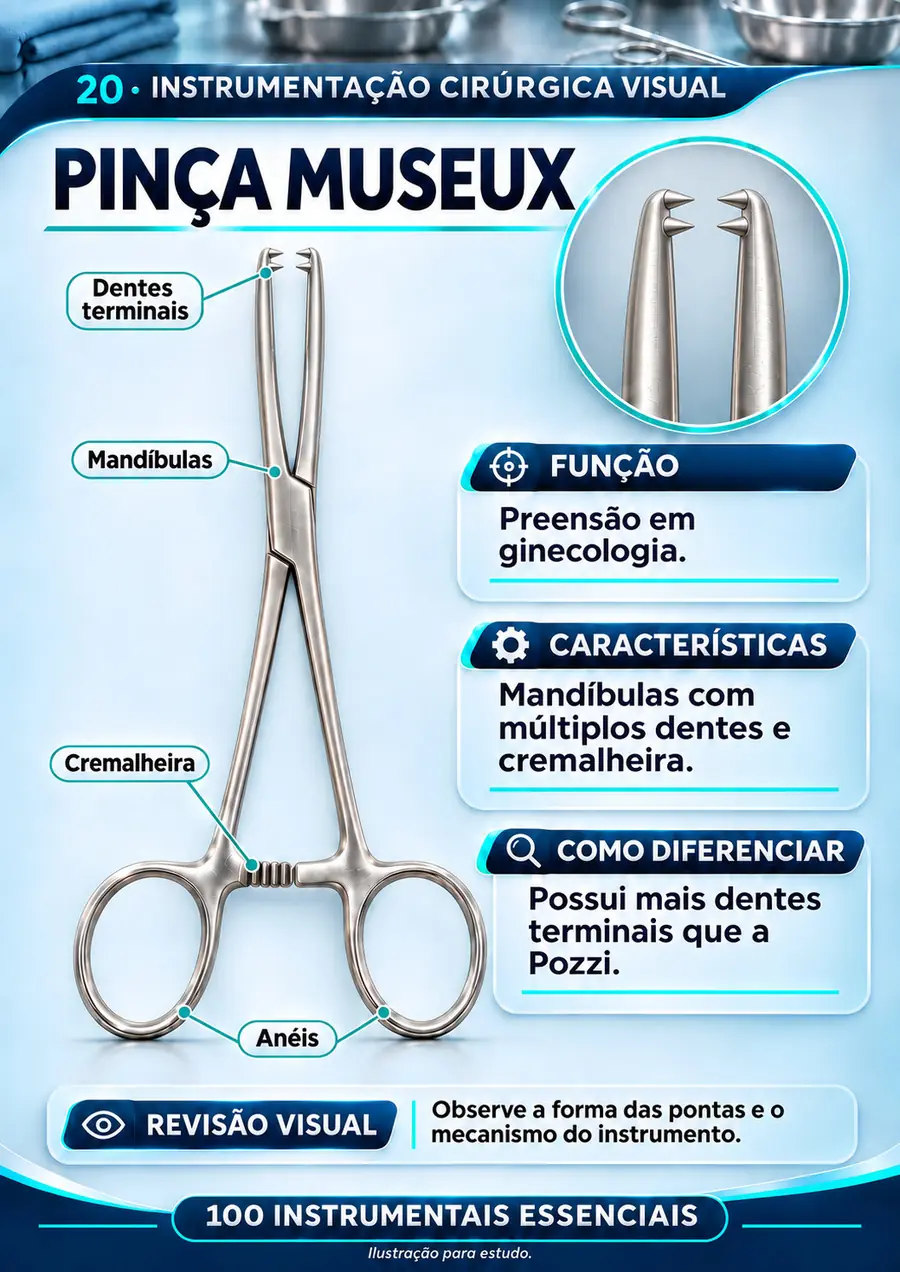 20 · INSTRUMENTAÇÃO CIRÚRGICA VISUAL
PINÇA MUSEUX
Dentes
terminais
Mandíbulas
Cremalheira
Anéis
FUNÇÃO
Preensão em
ginecologia.
CARACTERÍSTICAS
Mandíbulas com
múltiplos dentes e
cremalheira.
COMO DIFERENCIAR
Possui mais dentes
terminais que a
Pozzi.
REVISÃO VISUAL
Observe a forma das pontas e o
mecanismo do instrumento.
100 INSTRUMENTAIS ESSENCIAIS
Ilustração para estudo.